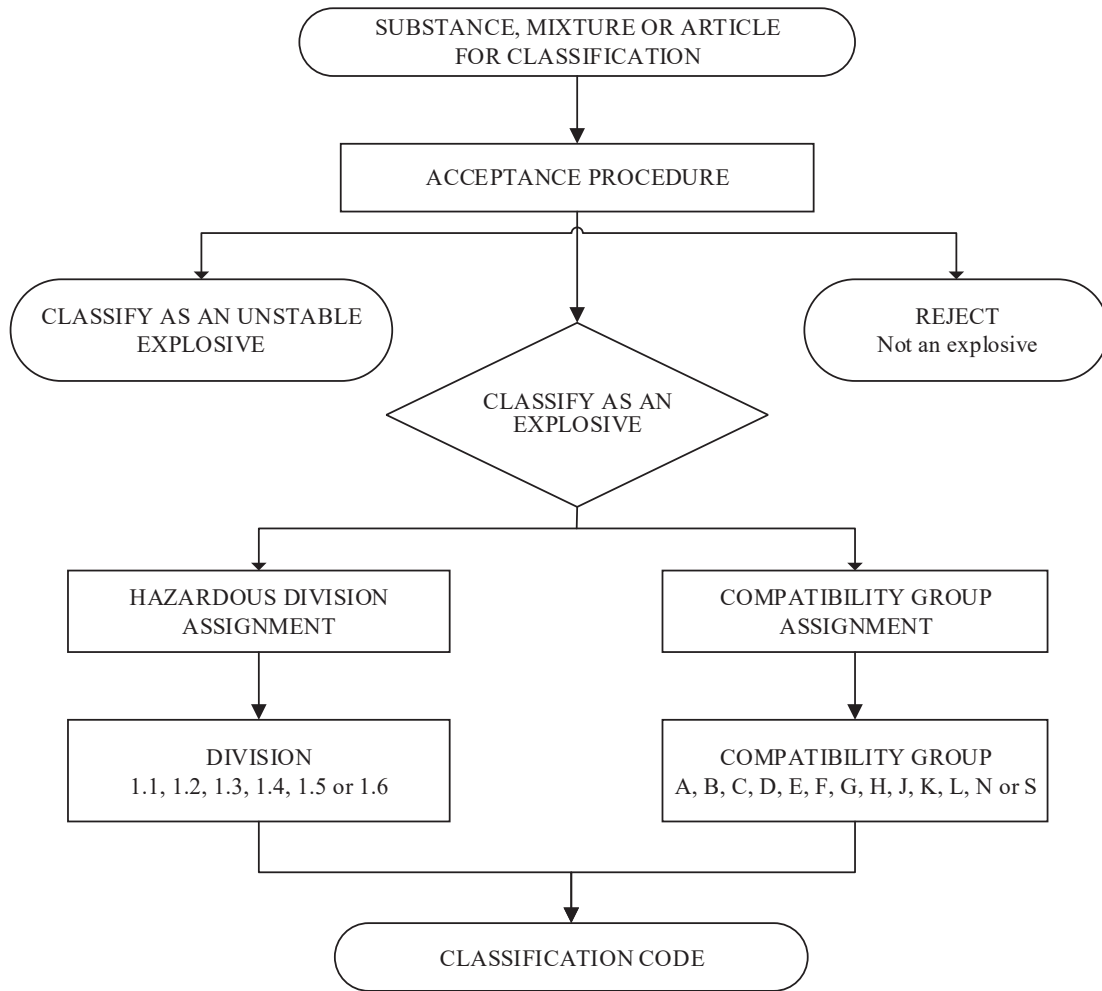 SUBSTANCE, MIXTURE OR ARTICLE
FOR CLASSIFICATION
ACCEPTANCE PROCEDURE
CLASSIFY AS AN UNSTABLE
EXPLOSIVE
REJECT
Not an explosive
CLASSIFY AS AN
EXPLOSIVE
HAZARDOUS DIVISION
ASSIGNMENT
COMPATIBILITY GROUP
ASSIGNMENT
DIVISION
1.1, 1.2, 1.3, 1.4, 1.5 or 1.6
COMPATIBILITY GROUP
A, B, C, D, E, F, G, H, J, K, L, N or S
CLASSIFICATION CODE